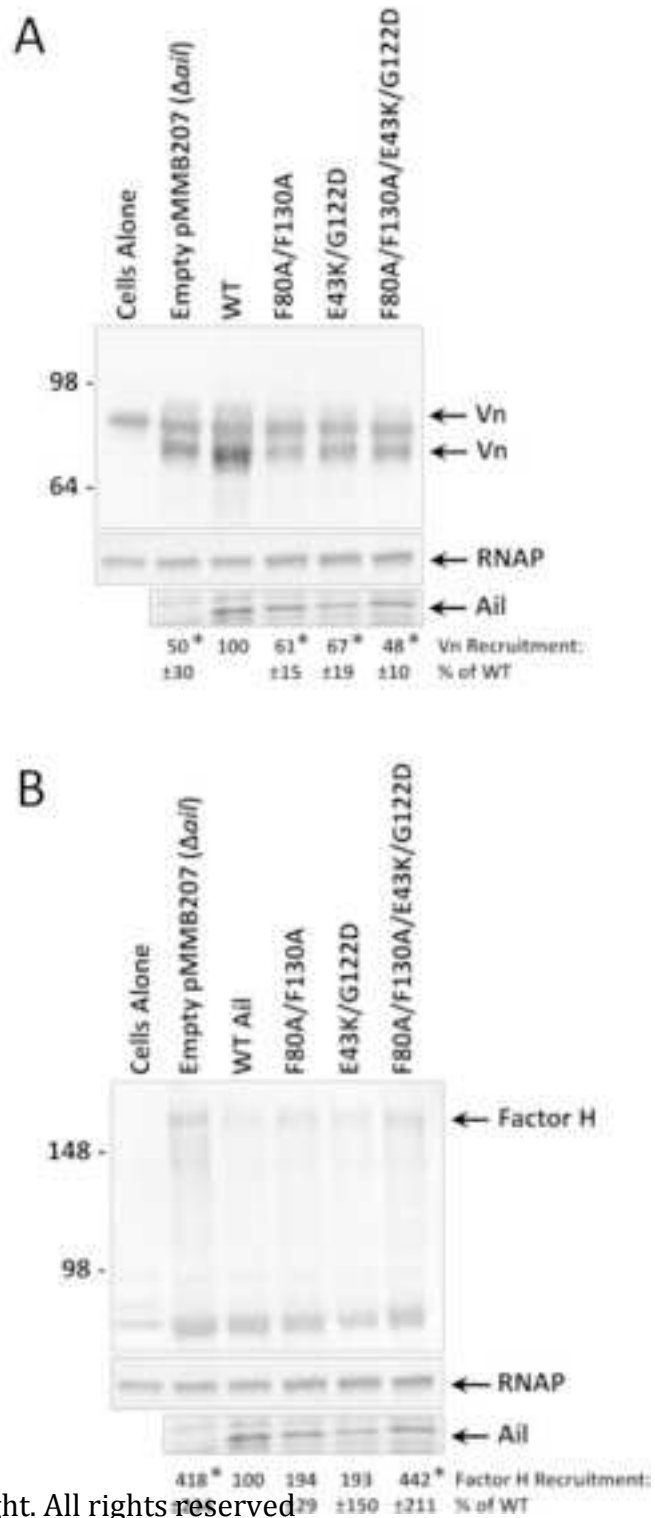 A
Cells Alone
Empty pMMB207 (Δail)
WT
F80A/F130A
E43K/G122D
F80A/F130A/E43K/G122D
98 -
← Vn
← Vn
64 -
← RNAP
← Ail
50* 100 61* 67* 48* Vn Recruitment:
±30 ±15 ±19 ±10 % of WT
B
Cells Alone
Empty pMMB207 (Δail)
WT Ail
F80A/F130A
E43K/G122D
F80A/F130A/E43K/G122D
← Factor H
148 -
98 -
← RNAP
← Ail
418* 100 194 193 442* Factor H Recruitment:
ght. All rights reserved 29 ±150 ±211 % of WT